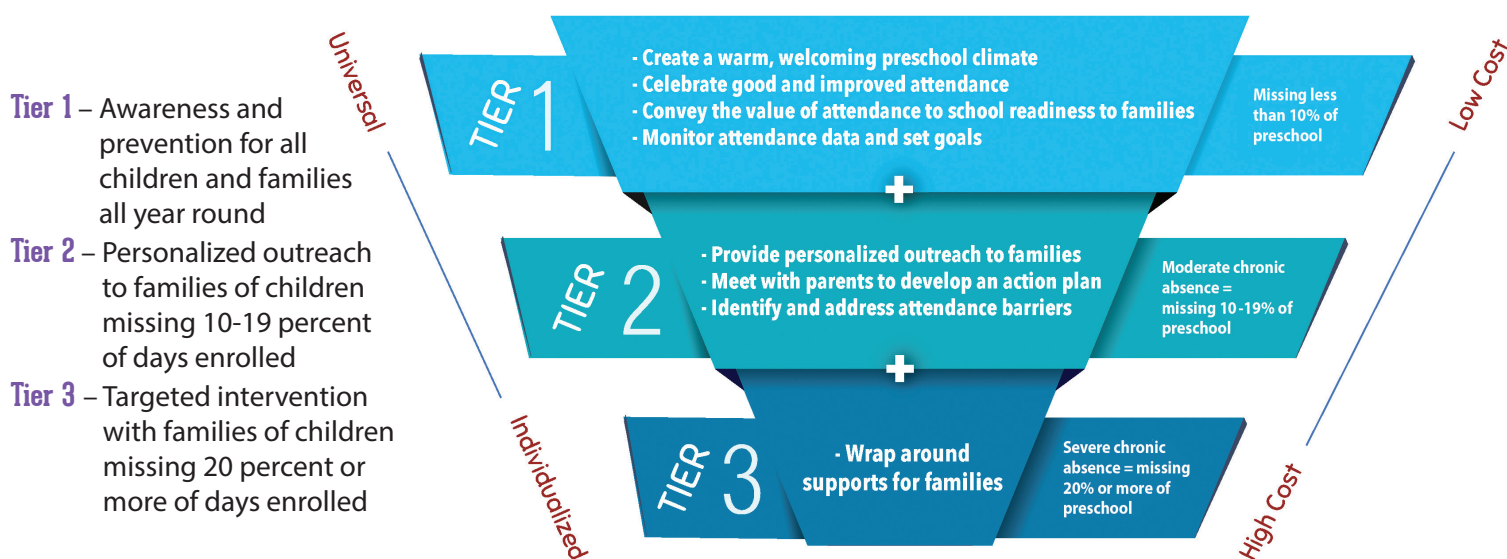 Tier 1 – Awareness and
prevention for all
children and families
all year round
Tier 2 – Personalized outreach
to families of children
missing 10-19 percent
of days enrolled
Tier 3 – Targeted intervention
with families of children
missing 20 percent or
more of days enrolled
Universal
Individualized
TIER 1
- Create a warm, welcoming preschool climate
- Celebrate good and improved attendance
- Convey the value of attendance to school readiness to families
- Monitor attendance data and set goals
Missing less
than 10% of
preschool
+
TIER 2
- Provide personalized outreach to families
- Meet with parents to develop an action plan
- Identify and address attendance barriers
Moderate chronic
absence =
missing 10-19% of
preschool
+
TIER 3
- Wrap around
supports for families
Severe chronic
absence = missing
20% or more of
preschool
Low Cost
High Cost